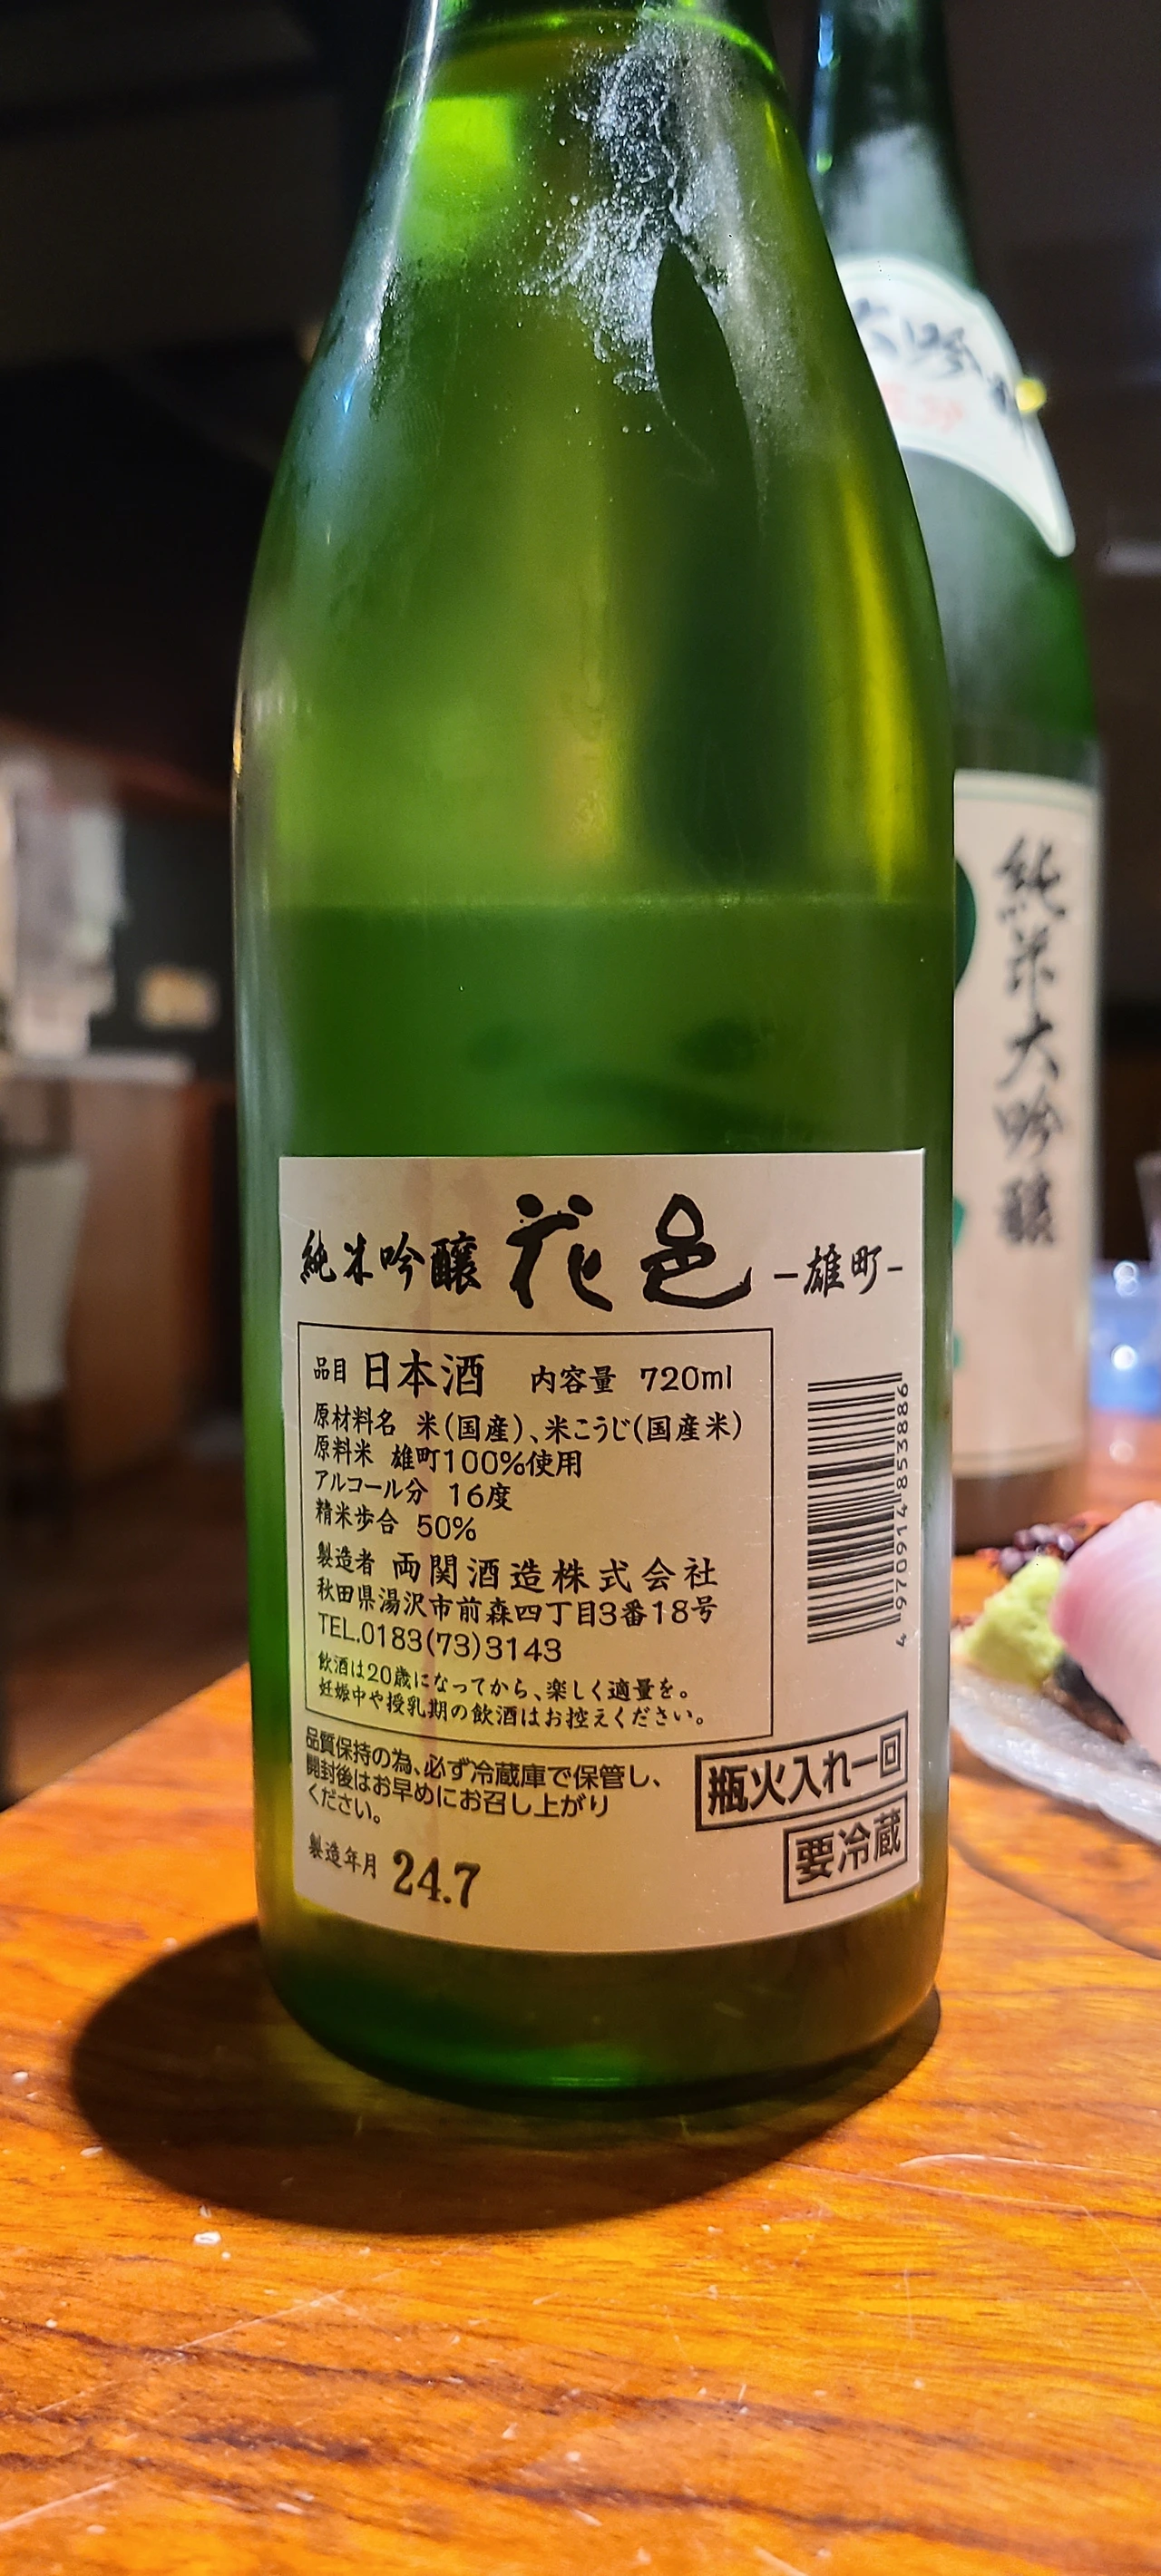 純米吟醸 花邑 -雄町-
品目 日本酒 内容量 720ml
原材料名 米(国産)、米こうじ(国産米)
原料米 雄町100%使用
アルコール分 16度
精米歩合 50%
製造者 両関酒造株式会社
秋田県湯沢市前森四丁目3番18号
TEL.0183(73)3143
飲酒は20歳になってから、楽しく適量を。
妊娠中や授乳期の飲酒はお控えください。
品質保持の為、必ず冷蔵庫で保管し、
開封後はお早めにお召し上がり
ください。
製造年月 24.7
瓶火入れ一回
要冷蔵
4970914853886
純米大吟醸
大吟